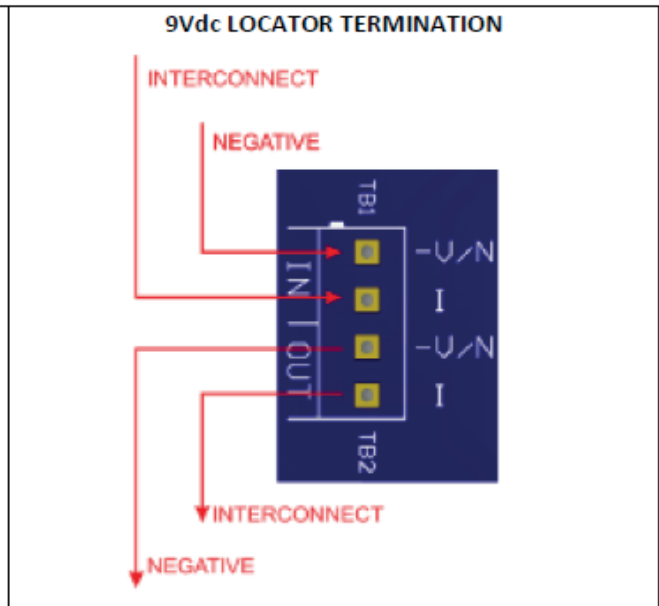 9Vdc LOCATOR TERMINATION
INTERCONNECT
NEGATIVE
TB1
-V/N
IN
I
-V/N
OUT
I
TB2
INTERCONNECT
NEGATIVE